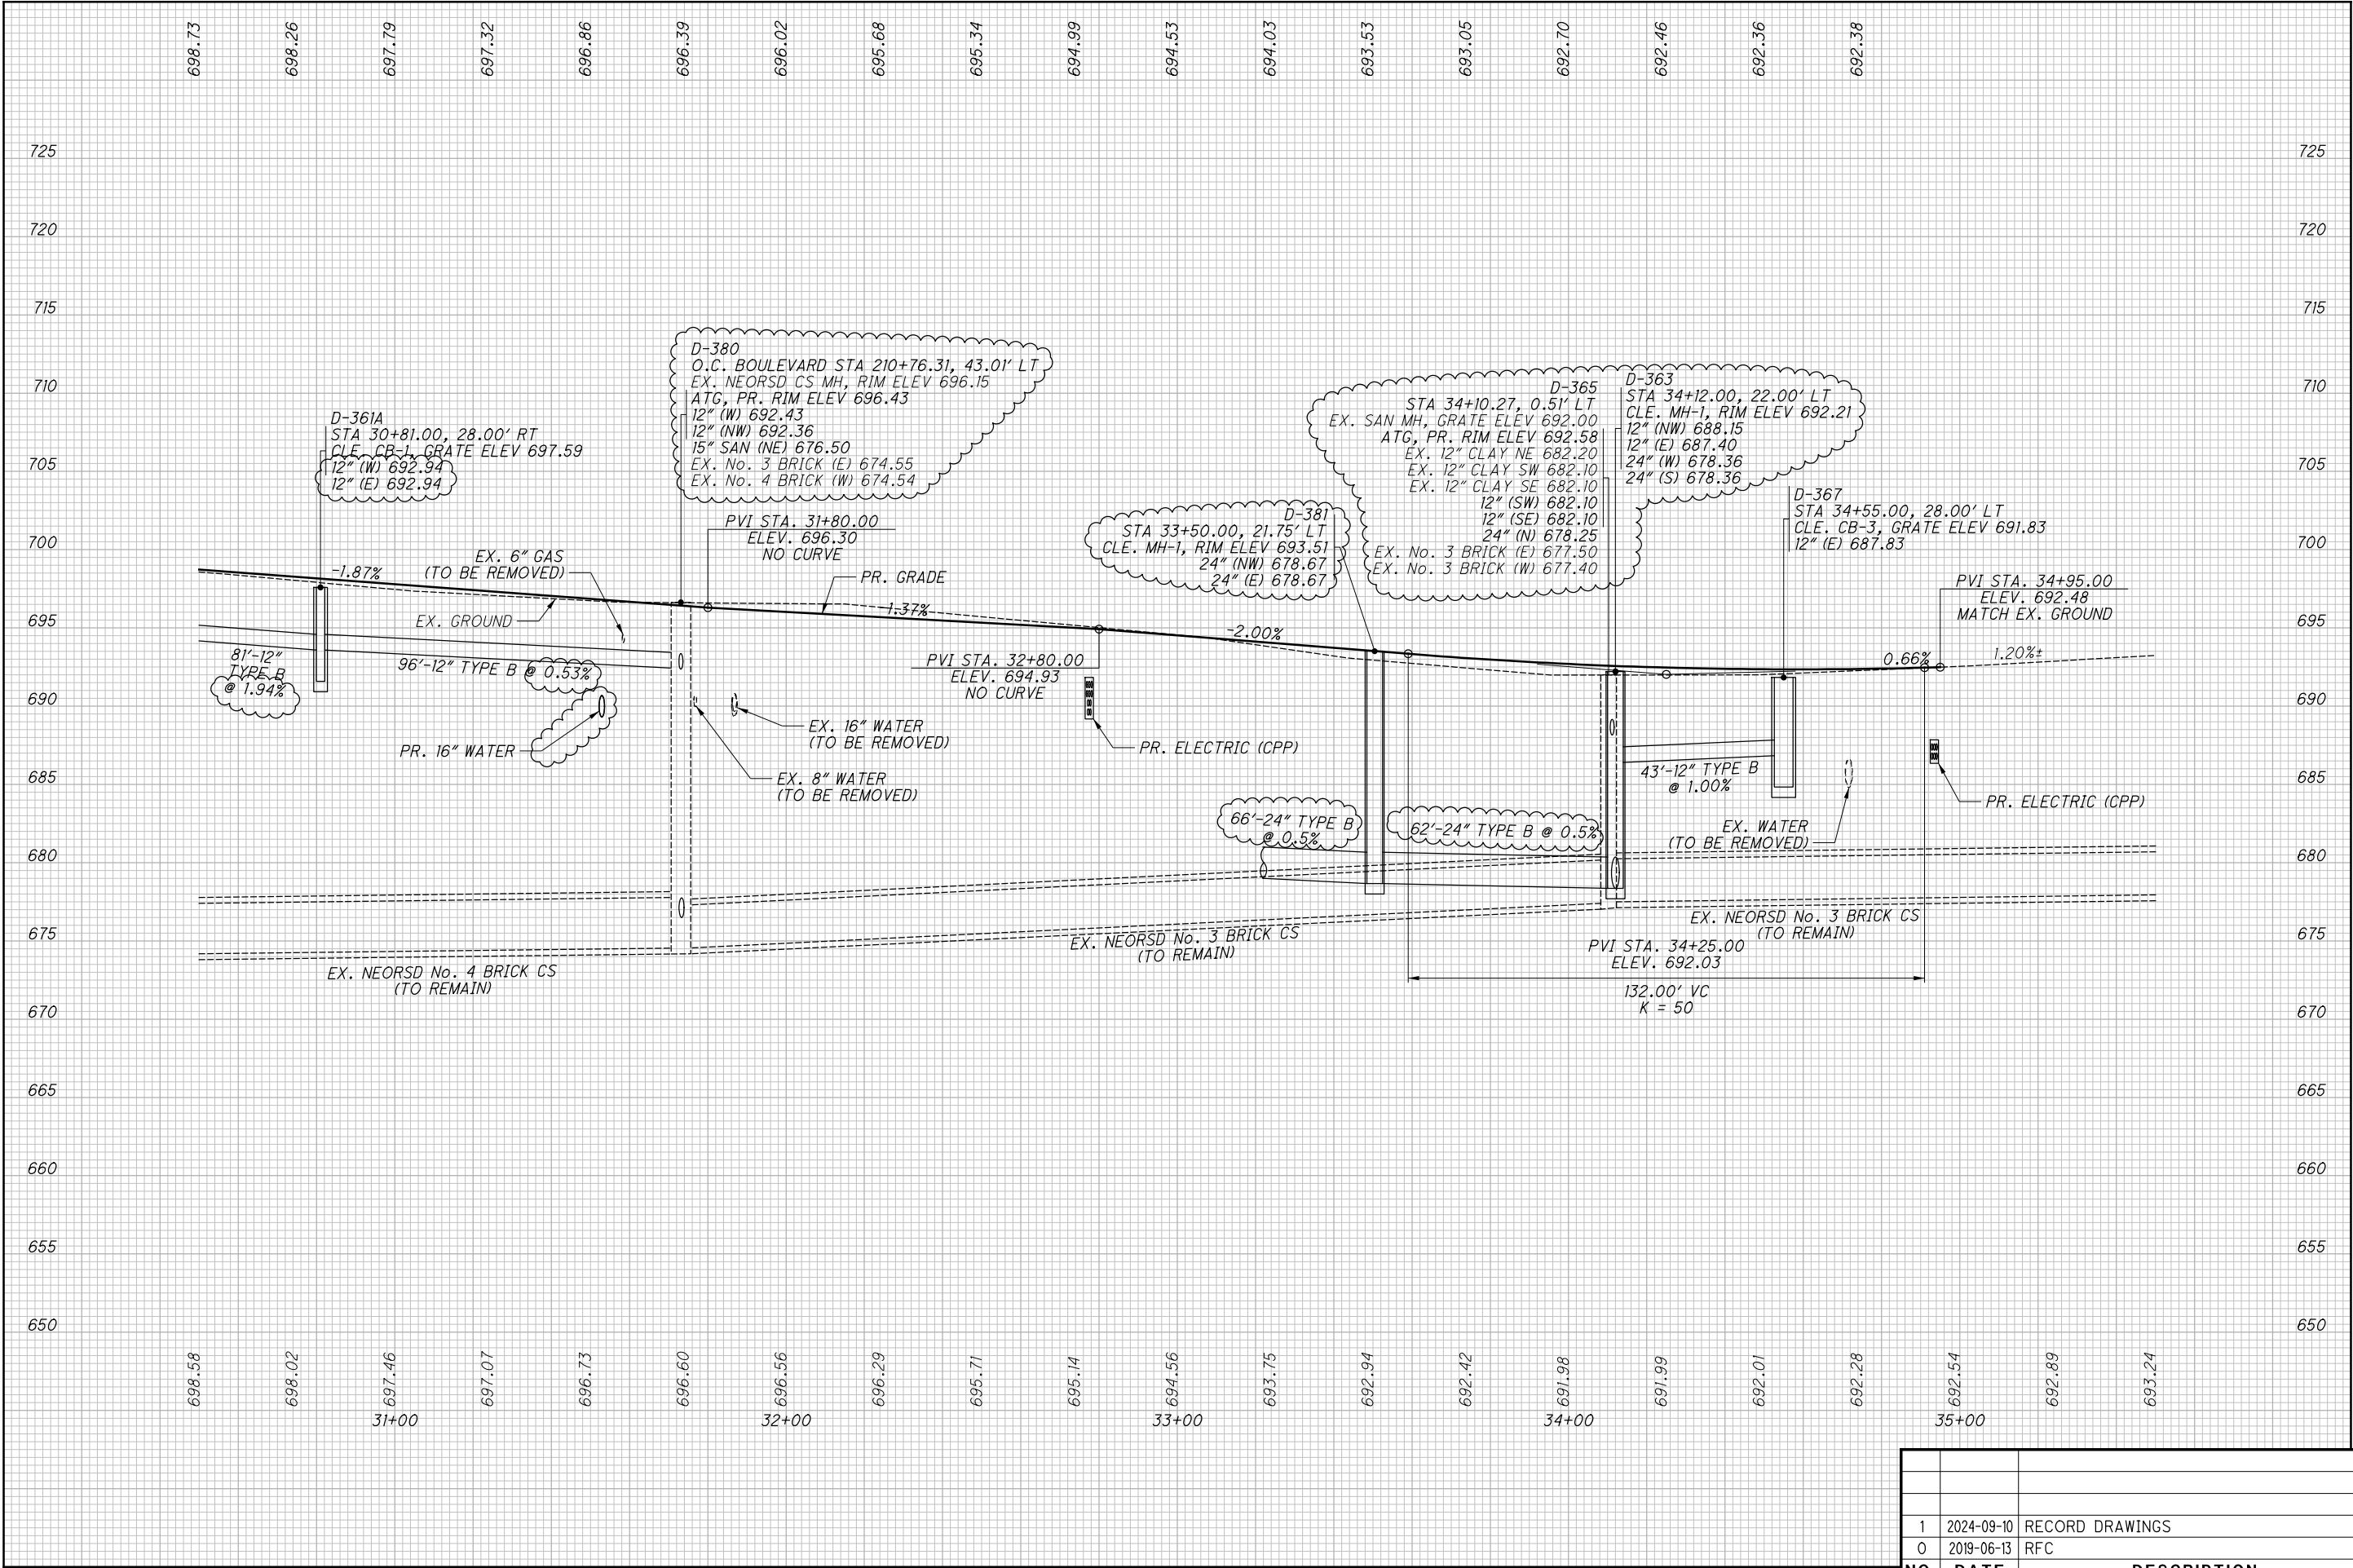 698.73 698.26 697.79 697.32 696.86 696.39 696.02 695.68 695.34 694.99 694.53 694.03 693.53 693.05 692.70 692.46 692.36 692.38
725 725
720 720
715 715
710 710
705 705
700 700
695 695
690 690
685 685
680 680
675 675
670 670
665 665
660 660
655 655
650 650
D-361A
STA 30+81.00, 28.00' RT
CLE. CB-1, GRATE ELEV 697.59
12" (W) 692.94
12" (E) 692.94
D-380
O.C. BOULEVARD STA 210+76.31, 43.01' LT
EX. NEORSD CS MH, RIM ELEV 696.15
ATG, PR. RIM ELEV 696.43
12" (W) 692.43
12" (NW) 692.36
15" SAN (NE) 676.50
EX. No. 3 BRICK (E) 674.55
EX. No. 4 BRICK (W) 674.54
D-365
STA 34+10.27, 0.51' LT
EX. SAN MH, GRATE ELEV 692.00
ATG, PR. RIM ELEV 692.58
EX. 12" CLAY NE 682.20
EX. 12" CLAY SW 682.10
EX. 12" CLAY SE 682.10
12" (SW) 682.10
12" (SE) 682.10
24" (N) 678.25
EX. No. 3 BRICK (E) 677.50
EX. No. 3 BRICK (W) 677.40
D-363
STA 34+12.00, 22.00' LT
CLE. MH-1, RIM ELEV 692.21
12" (NW) 688.15
12" (E) 687.40
24" (W) 678.36
24" (S) 678.36
D-367
STA 34+55.00, 28.00' LT
CLE. CB-3, GRATE ELEV 691.83
12" (E) 687.83
D-381
STA 33+50.00, 21.75' LT
CLE. MH-1, RIM ELEV 693.51
24" (NW) 678.67
24" (E) 678.67
PVI STA. 31+80.00
ELEV. 696.30
NO CURVE
EX. 6" GAS
(TO BE REMOVED)
-1.87%
PR. GRADE
EX. GROUND
-1.37%
-2.00%
PVI STA. 34+95.00
ELEV. 692.48
MATCH EX. GROUND
0.66%
1.20%±
81'-12"
TYPE B
@ 1.94%
96'-12" TYPE B @ 0.53%
PVI STA. 32+80.00
ELEV. 694.93
NO CURVE
PR. 16" WATER
EX. 16" WATER
(TO BE REMOVED)
PR. ELECTRIC (CPP)
EX. 8" WATER
(TO BE REMOVED)
43'-12" TYPE B
@ 1.00%
PR. ELECTRIC (CPP)
66'-24" TYPE B
@ 0.5%
62'-24" TYPE B @ 0.5%
EX. WATER
(TO BE REMOVED)
EX. NEORSD No. 3 BRICK CS
(TO REMAIN)
EX. NEORSD No. 3 BRICK CS
(TO REMAIN)
EX. NEORSD No. 4 BRICK CS
(TO REMAIN)
PVI STA. 34+25.00
ELEV. 692.03
132.00' VC
K = 50
698.58 698.02 697.46 697.07 696.73 696.60 696.56 696.29 695.71 695.14 694.56 693.75 692.94 692.42 691.98 691.99 692.01 692.28 692.54 692.89 693.24
31+00 32+00 33+00 34+00 35+00
1 2024-09-10 RECORD DRAWINGS
0 2019-06-13 RFC
NO. DATE DESCRIPTION